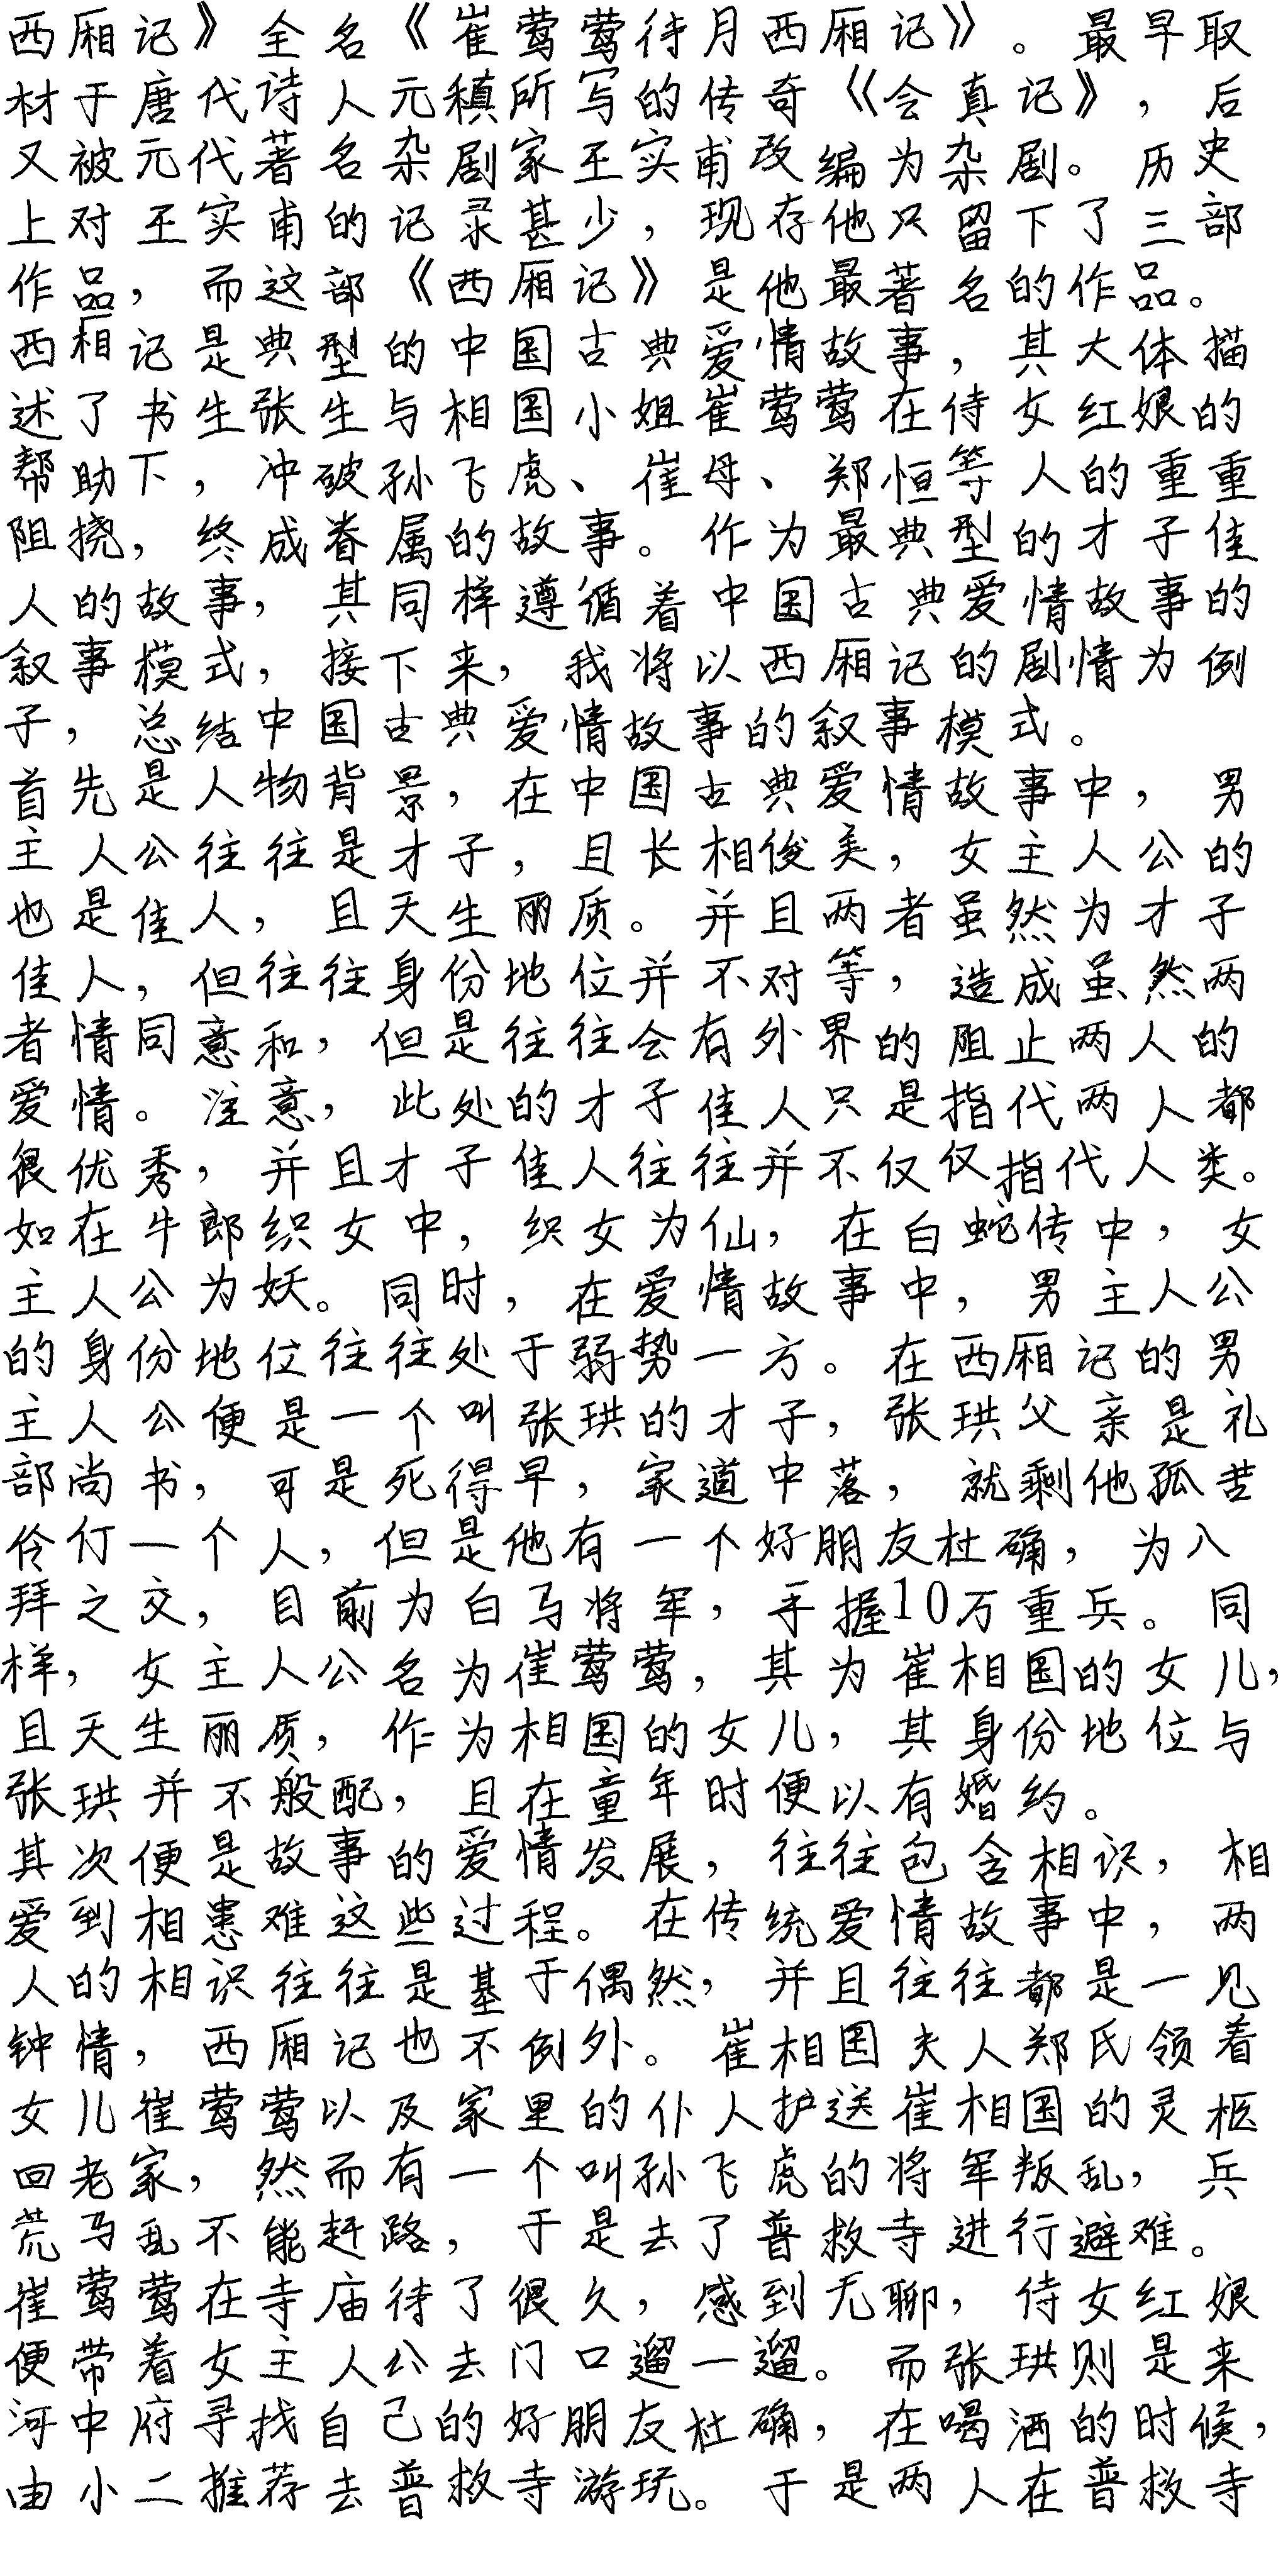 西厢记》全名《崔莺莺待月西厢记》。最早取
材于唐代诗人元稹所写的传奇《会真记》，后
又被元代著名杂剧家王实甫改编为杂剧。历史
上对王实甫的记录甚少，现存他只留下了三部
作品，而这部《西厢记》是他最著名的作品。
西相记是典型的中国古典爱情故事，其大体描
述了书生张生与相国小姐崔莺莺在侍女红娘的
帮助下，冲破孙飞虎、崔母、郑恒等人的重重
阻挠，终成眷属的故事。作为最典型的才子佳
人的故事，其同样遵循着中国古典爱情故事的
叙事模式，接下来，我将以西厢记的剧情为例
子，总结中国古典爱情故事的叙事模式。
首先是人物背景，在中国古典爱情故事中，男
主人公往往是才子，且长相俊美，女主人公的
也是佳人，且天生丽质。并且两者虽然为才子
佳人，但往往身份地位并不对等，造成虽然两
者情同意和，但是往往会有外界的阻止两人的
爱情。注意，此处的才子佳人只是指代两人都
很优秀，并且才子佳人往往并不仅仅指代人类。
如在牛郎织女中，织女为仙，在白蛇传中，女
主人公为妖。同时，在爱情故事中，男主人公
的身份地位往往处于弱势一方。在西厢记的男
主人公便是一个叫张珙的才子，张珙父亲是礼
部尚书，可是死得早，家道中落，就剩他孤苦
伶仃一个人，但是他有一个好朋友杜确，为八
拜之交，目前为白马将军，手握10万重兵。同
样，女主人公名为崔莺莺，其为崔相国的女儿，
且天生丽质，作为相国的女儿，其身份地位与
张珙并不般配，且在童年时便以有婚约。
其次便是故事的爱情发展，往往包含相识，相
爱到相患难这些过程。在传统爱情故事中，两
人的相识往往是基于偶然，并且往往都是一见
钟情，西厢记也不例外。崔相国夫人郑氏领着
女儿崔莺莺以及家里的仆人护送崔相国的灵柩
回老家，然而有一个叫孙飞虎的将军叛乱，兵
荒马乱不能赶路，于是去了普救寺进行避难。
崔莺莺在寺庙待了很久，感到无聊，侍女红娘
便带着女主人公去门口遛一遛。而张珙则是来
河中府寻找自己的好朋友杜确，在喝酒的时候，
由小二推荐去普救寺游玩。于是两人在普救寺